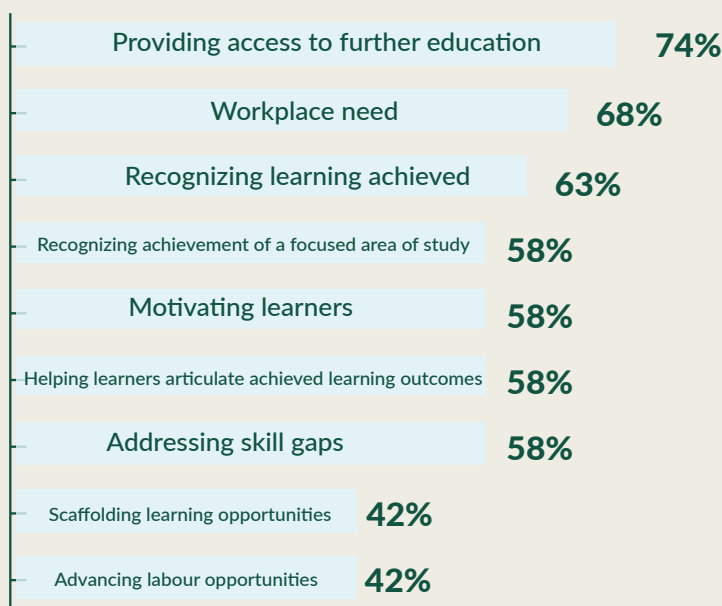 Providing access to further education 74%
Workplace need 68%
Recognizing learning achieved 63%
Recognizing achievement of a focused area of study 58%
Motivating learners 58%
Helping learners articulate achieved learning outcomes 58%
Addressing skill gaps 58%
Scaffolding learning opportunities 42%
Advancing labour opportunities 42%